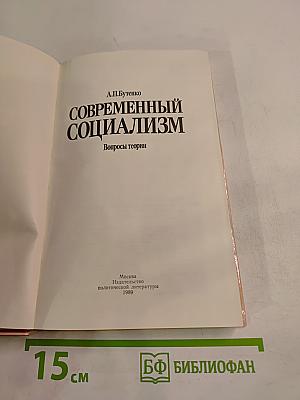 А.П.Бутенко
СОВРЕМЕННЫЙ
СОЦИАЛИЗМ
Вопросы теории
Москва
Издательство
политической литературы
1989
15 см
БФ БИБЛИОФАН